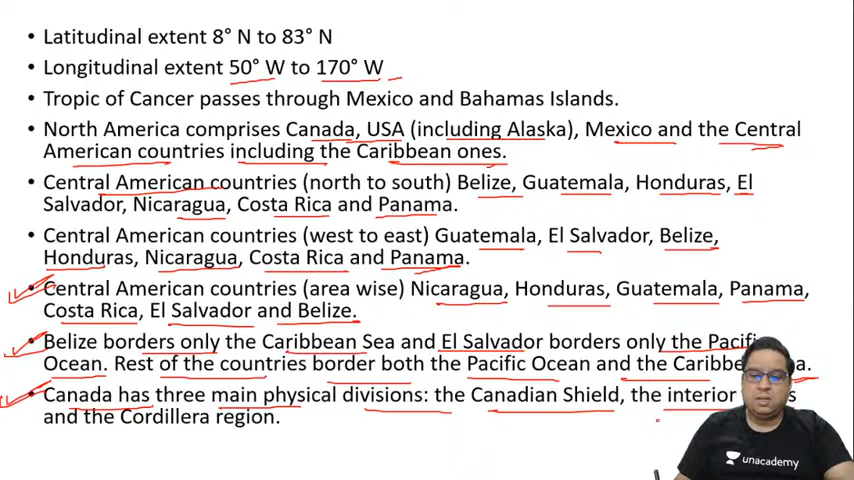 • Latitudinal extent 8° N to 83° N
• Longitudinal extent 50° W to 170° W
• Tropic of Cancer passes through Mexico and Bahamas Islands.
• North America comprises Canada, USA (including Alaska), Mexico and the Central
American countries including the Caribbean ones.
• Central American countries (north to south) Belize, Guatemala, Honduras, El
Salvador, Nicaragua, Costa Rica and Panama.
• Central American countries (west to east) Guatemala, El Salvador, Belize,
Honduras, Nicaragua, Costa Rica and Panama.
• Central American countries (area wise) Nicaragua, Honduras, Guatemala, Panama,
Costa Rica, El Salvador and Belize.
• Belize borders only the Caribbean Sea and El Salvador borders only the
Ocean. Rest of the countries border both the Pacific Ocean and the
• Canada has three main physical divisions: the Canadian Shield, the interior
and the Cordillera region.
unacademy